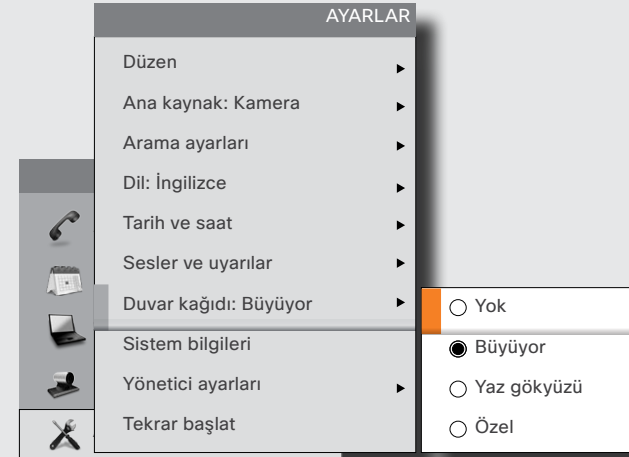 AYARLAR
Düzen
Ana kaynak: Kamera
Arama ayarları
Dil: İngilizce
Tarih ve saat
Sesler ve uyarılar
Duvar kağıdı: Büyüyor
Sistem bilgileri
Yönetici ayarları
Tekrar başlat
Yok
Büyüyor
Yaz gökyüzü
Özel